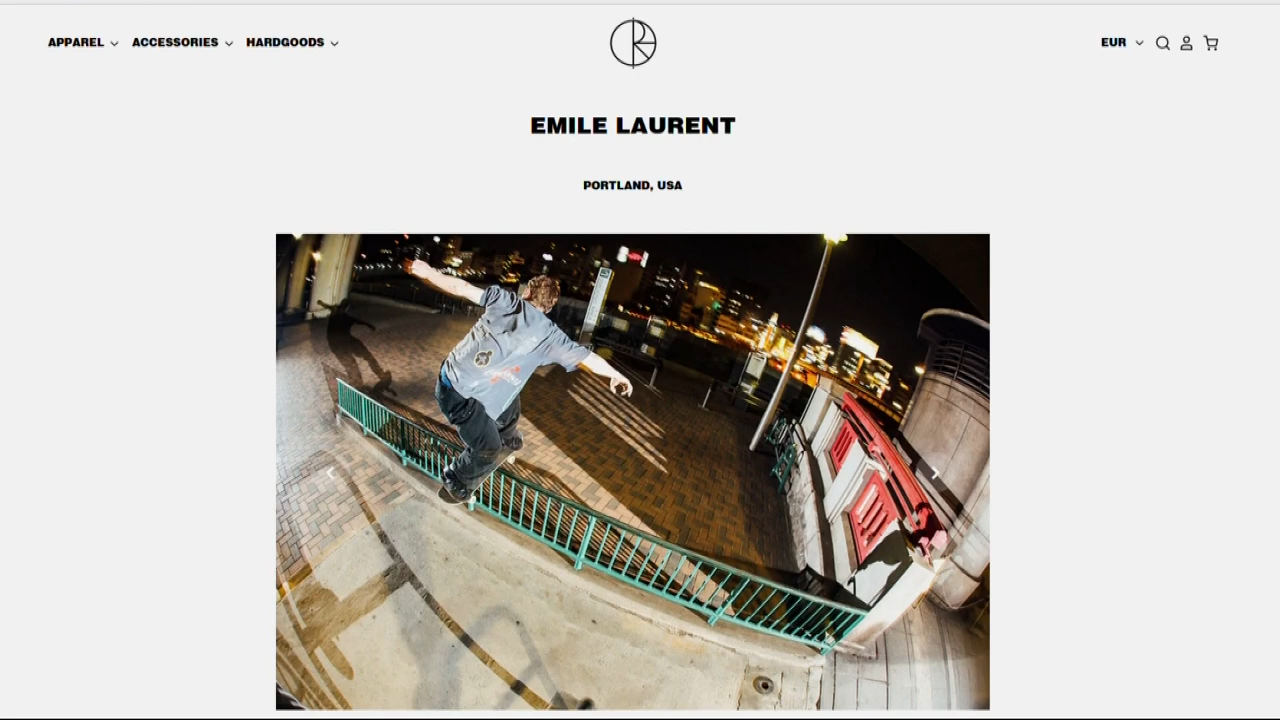 APPAREL ACCESSORIES HARDGOODS EUR
EMILE LAURENT
PORTLAND, USA